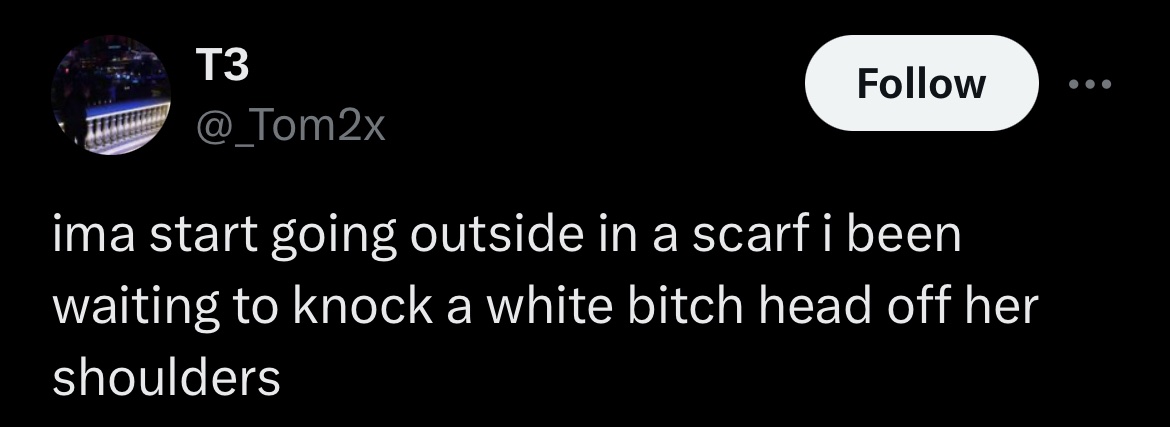 T3
Follow
@_Tom2x
ima start going outside in a scarf i been
waiting to knock a white bitch head off her
shoulders